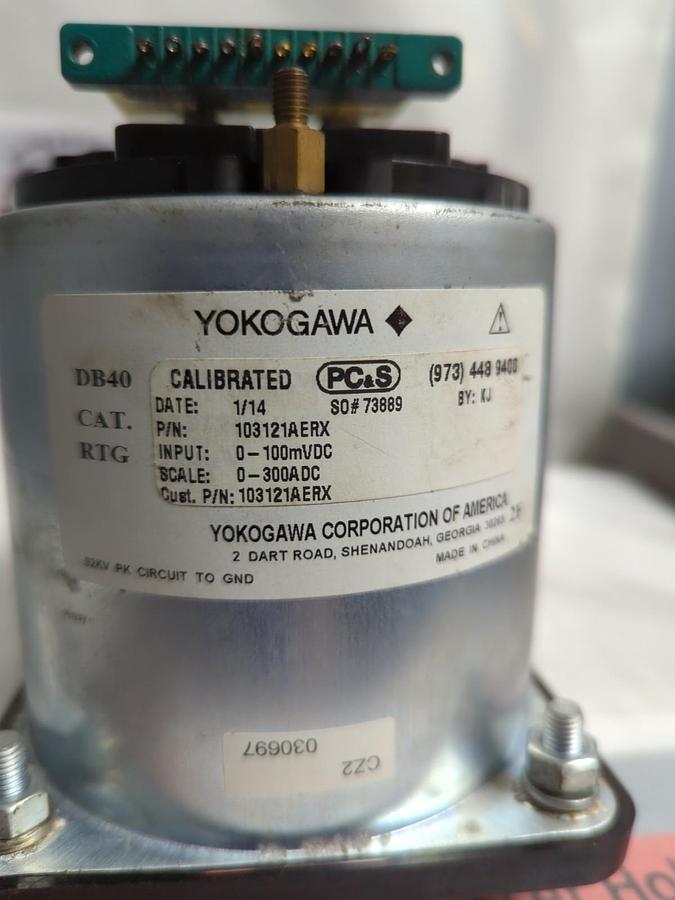 YOKOGAWA
DB40
CAT.
RTG
CALIBRATED PC&S (973) 448 9400
DATE: 1/14 SO# 73889 BY: KJ
P/N: 103121AERX
INPUT: 0-100mVDC
SCALE: 0-300ADC
Cust. P/N: 103121AERX
YOKOGAWA CORPORATION OF AMERICA
2 DART ROAD, SHENANDOAH, GEORGIA 30265
MADE IN CHINA
PK CIRCUIT TO GND
CZ2
030697